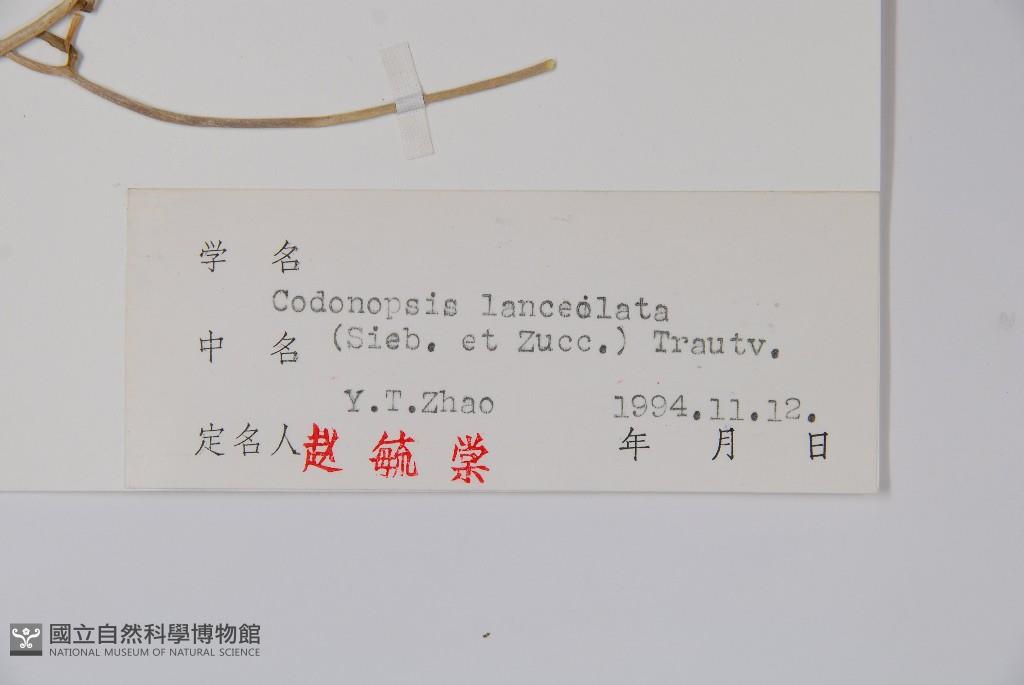 学 名
Codonopsis lanceolata
中 名 (Sieb. et Zucc.) Trautv.
Y.T.Zhao 1994.11.12.
定名人 赵 毓 棠 年 月 日
國立自然科學博物館
NATIONAL MUSEUM OF NATURAL SCIENCE